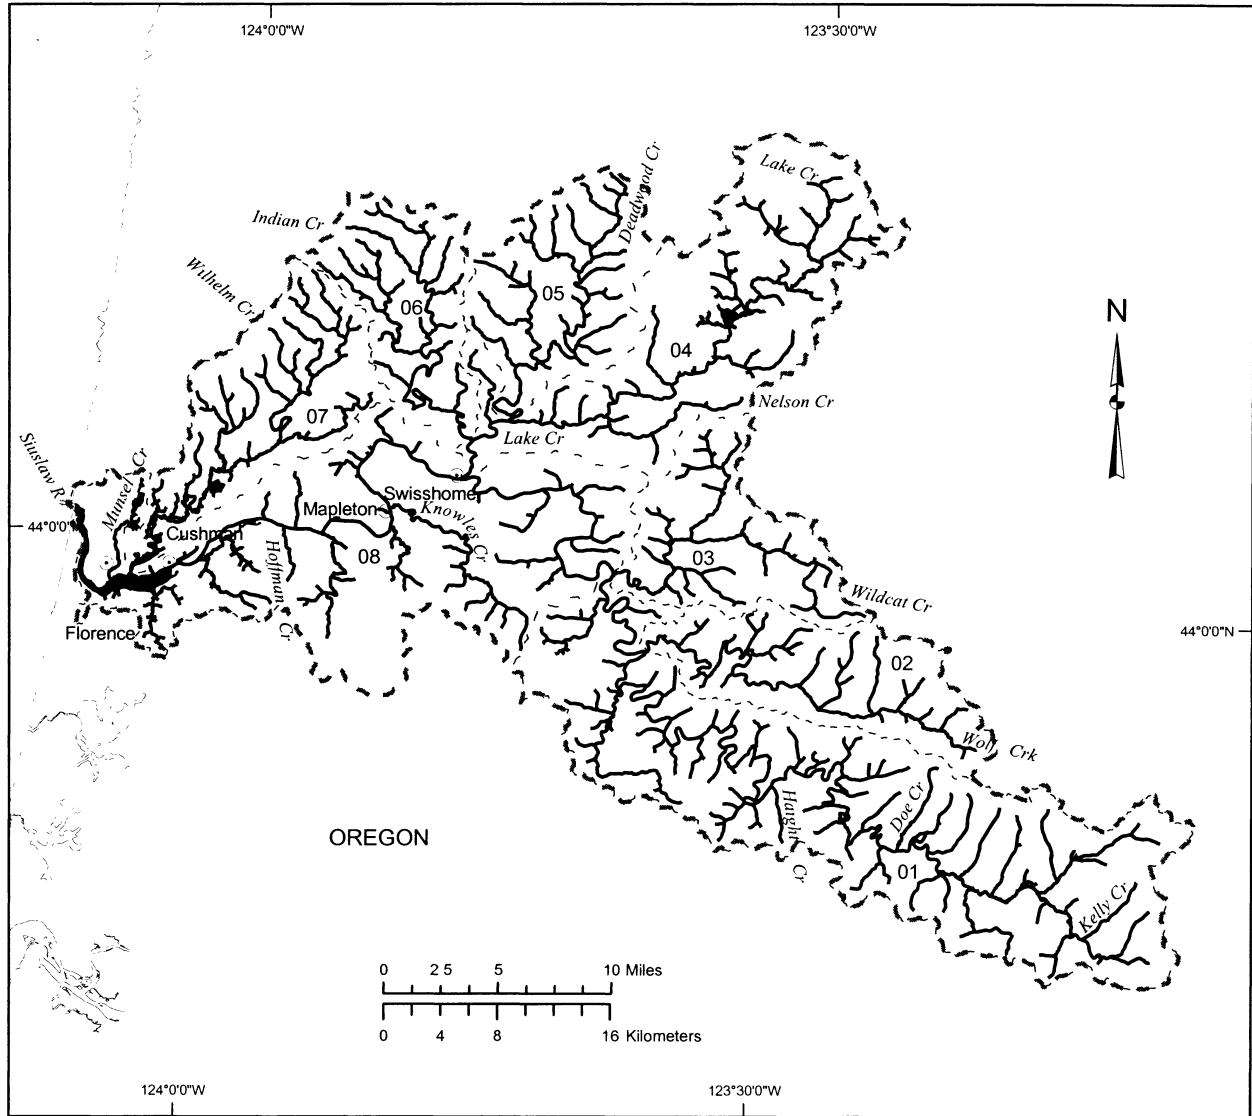 124°0'0"W
123°30'0"W
Lake Cr
Deadwood Cr
Indian Cr
Wilhelm Cr
06
05
04
N
07
Nelson Cr
Lake Cr
Siuslaw R
Munsel Cr
Swisshome
Mapleton
Knowles Cr
44°0'0"N
Cushman
Hoffman Cr
08
03
Wildcat Cr
Florence
44°0'0"N
02
Wolf Crk
Haight Cr
Doe Cr
OREGON
01
Kelly Cr
0 2 5 5 10 Miles
0 4 8 16 Kilometers
124°0'0"W
123°30'0"W